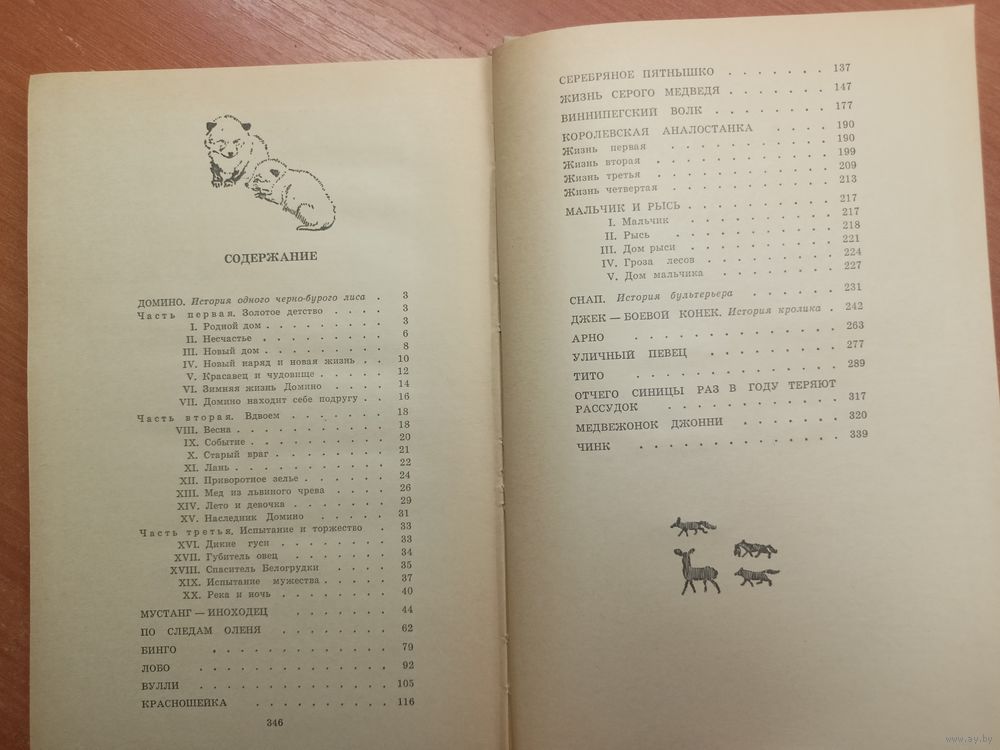 СОДЕРЖАНИЕ
ДОМИНО. История одного черно-бурого лиса . 3
Часть первая. Золотое детство . . . . 3
I. Родной дом . . . . . . . . 3
II. Несчастье . . . . . . . . 6
III. Новый дом . . . . . . . . 8
IV. Новый наряд и новая жизнь . . 10
V. Красавец и чудовище . . . . . 12
VI. Зимняя жизнь Домино . . . . 14
VII. Домино находит себе подругу . . 16
Часть вторая. Вдвоем . . . . . . . 18
VIII. Весна . . . . . . . . . . 18
IX. Событие . . . . . . . . . 20
X. Старый враг . . . . . . . . 21
XI. Лань . . . . . . . . . . 22
XII. Приворотное зелье . . . . . . 24
XIII. Мед из львиного чрева . . . . 26
XIV. Лето и девочка . . . . . . . 29
XV. Наследник Домино . . . . . 31
Часть третья. Испытание и торжество . 33
XVI. Дикие гуси . . . . . . . . 33
XVII. Губитель овец . . . . . . . 34
XVIII. Спаситель Белогрудки . . . . 35
XIX. Испытание мужества . . . . . 37
XX. Река и ночь . . . . . . . . 40
МУСТАНГ — ИНОХОДЕЦ . . . . . . . 44
ПО СЛЕДАМ ОЛЕНЯ . . . . . . . . 62
БИНГО . . . . . . . . . . . . . 79
ЛОБО . . . . . . . . . . . . . 92
ВУЛЛИ . . . . . . . . . . . . . 105
КРАСНОШЕЙКА . . . . . . . . . . 116
346
СЕРЕБРЯНОЕ ПЯТНЫШКО . . . . . . . 137
ЖИЗНЬ СЕРОГО МЕДВЕДЯ . . . . . . . 147
ВИННИПЕГСКИЙ ВОЛК . . . . . . . . 177
КОРОЛЕВСКАЯ АНАЛОСТАНКА . . . . 190
Жизнь первая . . . . . . . . . . 190
Жизнь вторая . . . . . . . . . . 199
Жизнь третья . . . . . . . . . . 209
Жизнь четвертая . . . . . . . . . 213
МАЛЬЧИК И РЫСЬ . . . . . . . . . 217
I. Мальчик . . . . . . . . . 217
II. Рысь . . . . . . . . . . 218
III. Дом рыси . . . . . . . . . 221
IV. Гроза лесов . . . . . . . . 224
V. Дом мальчика . . . . . . . 227
СНАП. История бультерьера . . . . . . 231
ДЖЕК — БОЕВОЙ КОНЕК. История кролика . 242
АРНО . . . . . . . . . . . . . 263
УЛИЧНЫЙ ПЕВЕЦ . . . . . . . . . 277
ТИТО . . . . . . . . . . . . . 289
ОТЧЕГО СИНИЦЫ РАЗ В ГОДУ ТЕРЯЮТ
РАССУДОК . . . . . . . . . . . 317
МЕДВЕЖОНОК ДЖОННИ . . . . . . . 320
ЧИНК . . . . . . . . . . . . . 339
www.ay.by